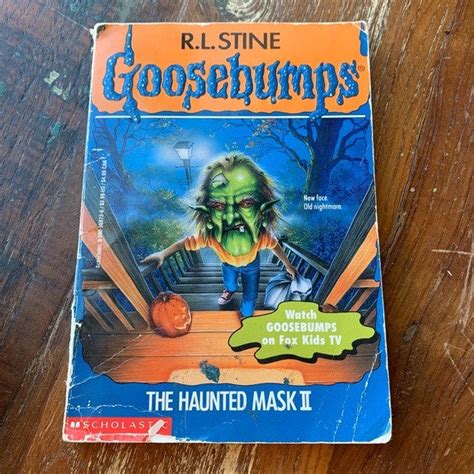 R.L. STINE
Goosebumps®
New face.
Old nightmare.
Watch
GOOSEBUMPS
on Fox Kids TV
THE HAUNTED MASK II
SCHOLASTIC